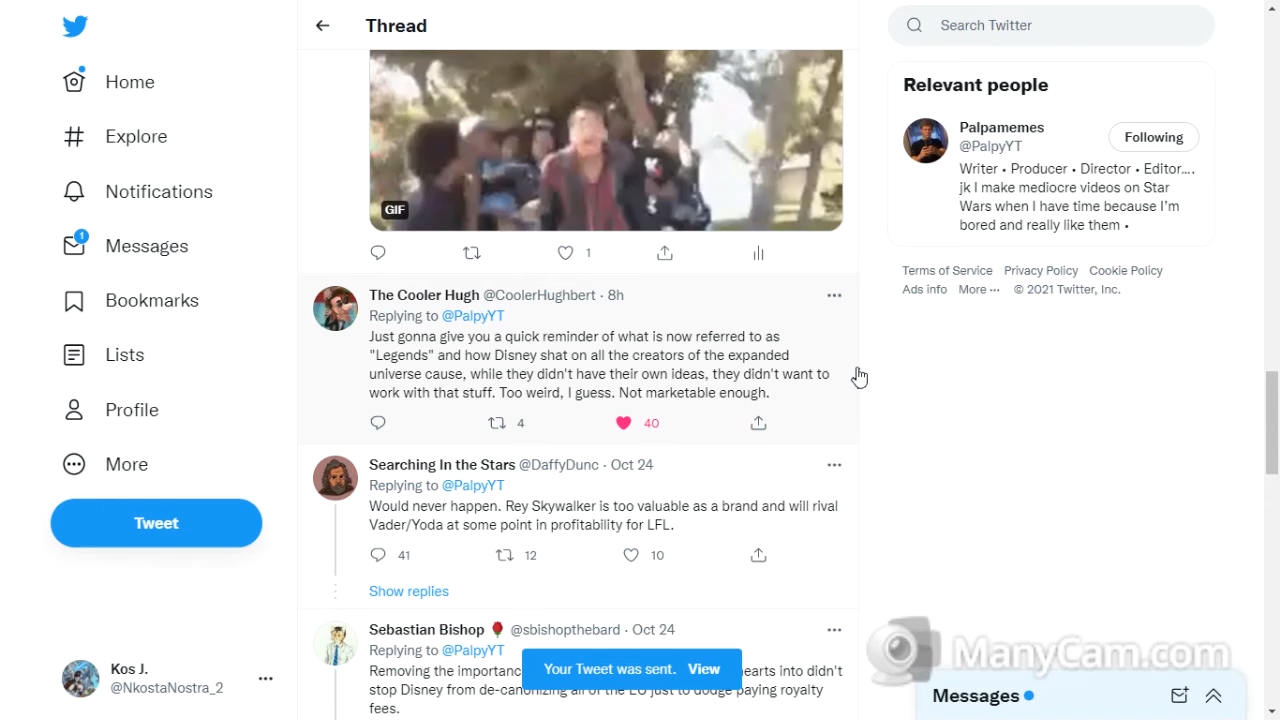 Home
Explore
Notifications
1
Messages
Bookmarks
Lists
Profile
More
Tweet
Kos J.
@NkostaNostra_2
Thread
GIF
1
The Cooler Hugh @CoolerHughbert · 8h
Replying to @PalpyYT
Just gonna give you a quick reminder of what is now referred to as
"Legends" and how Disney shat on all the creators of the expanded
universe cause, while they didn't have their own ideas, they didn't want to
work with that stuff. Too weird, I guess. Not marketable enough.
4 40
Searching In the Stars @DaffyDunc · Oct 24
Replying to @PalpyYT
Would never happen. Rey Skywalker is too valuable as a brand and will rival
Vader/Yoda at some point in profitability for LFL.
41 12 10
Show replies
Sebastian Bishop 🌹 @sbishopthebard · Oct 24
Replying to @PalpyYT
Removing the importanc hearts into didn't
stop Disney from de-canonizing all of the EU just to dodge paying royalty
fees.
Your Tweet was sent. View
Search Twitter
Relevant people
Palpamemes
@PalpyYT
Following
Writer • Producer • Director • Editor....
jk I make mediocre videos on Star
Wars when I have time because I'm
bored and really like them •
Terms of Service Privacy Policy Cookie Policy
Ads info More ··· © 2021 Twitter, Inc.
ManyCam.com
Messages